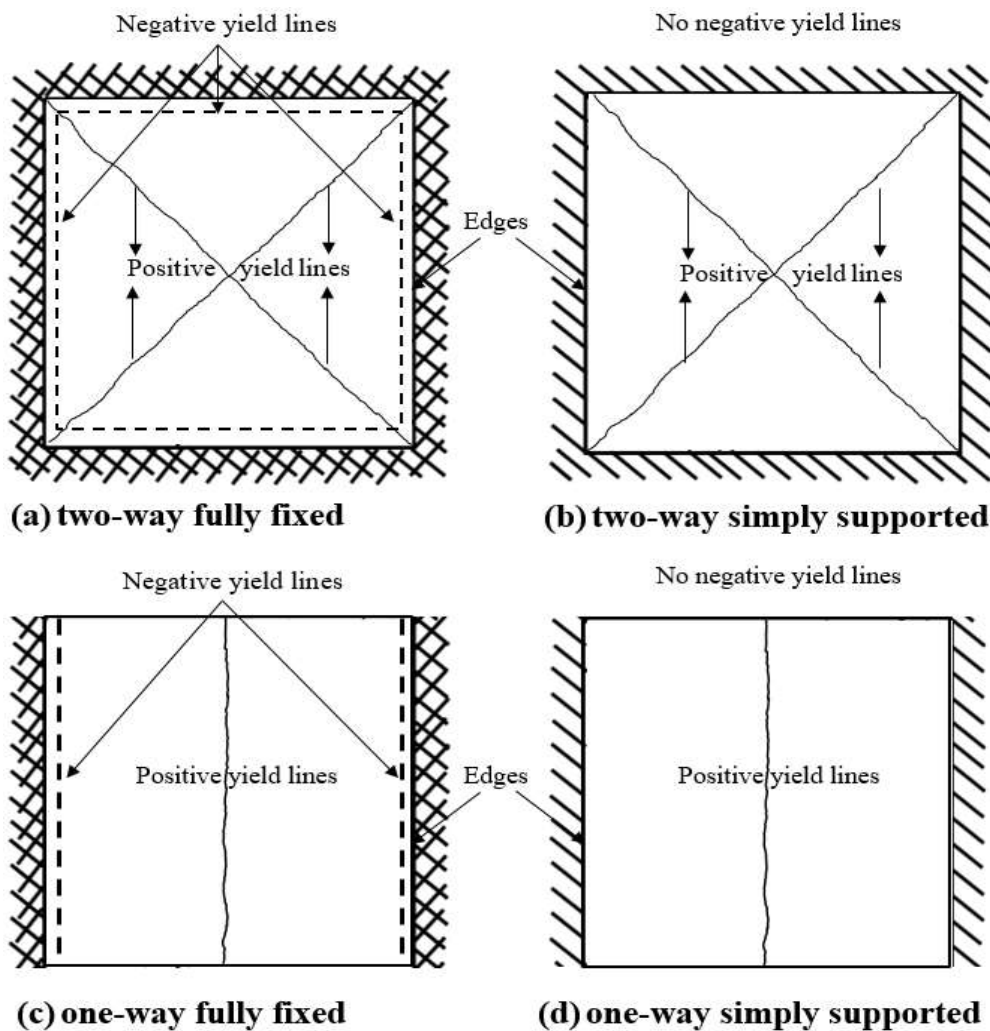 Negative yield lines
No negative yield lines
Edges
Positive yield lines
Positive yield lines
(a) two-way fully fixed
(b) two-way simply supported
Negative yield lines
No negative yield lines
Positive yield lines
Edges
Positive yield lines
(c) one-way fully fixed
(d) one-way simply supported